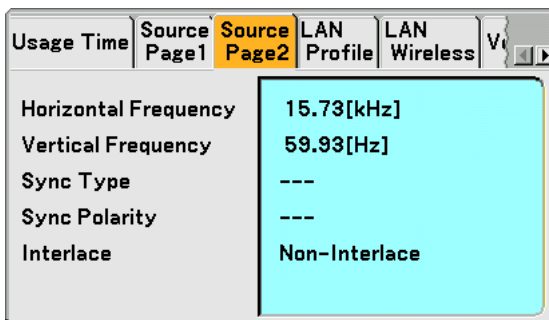 Usage Time Source Page1 Source Page2 LAN Profile LAN Wireless
Horizontal Frequency 15.73[kHz]
Vertical Frequency 59.93[Hz]
Sync Type ---
Sync Polarity ---
Interlace Non-Interlace